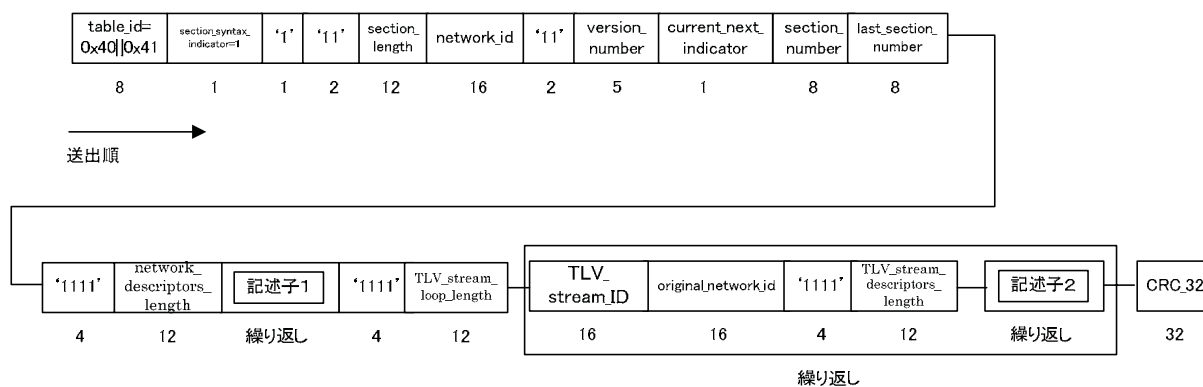 table_id=
0x40||0x41
section_syntax_
indicator=1
‘1’
‘11’
section_
length
network_id
‘11’
version_
number
current_next_
indicator
section_
number
last_section_
number
8
1
1
2
12
16
2
5
1
8
8
送出順
‘1111’
network_
descriptors_
length
記述子1
‘1111’
TLV_stream_
loop_length
TLV_
stream_ID
original_network_id
‘1111’
TLV_stream_
descriptors_
length
記述子2
CRC_32
4
12
繰り返し
4
12
16
16
4
12
繰り返し
32
繰り返し